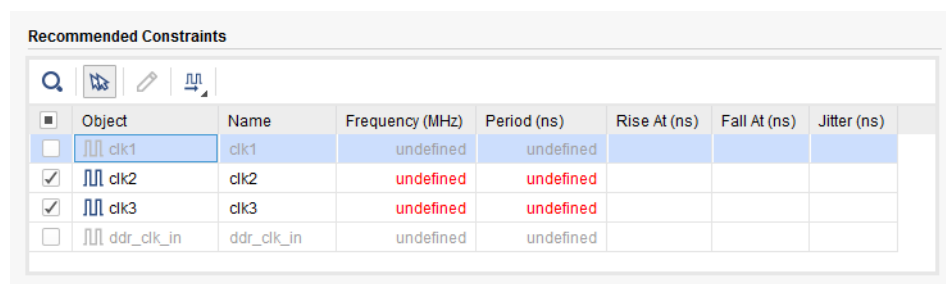 Recommended Constraints
Object Name Frequency (MHz) Period (ns) Rise At (ns) Fall At (ns) Jitter (ns)
clk1 clk1 undefined undefined
clk2 clk2 undefined undefined
clk3 clk3 undefined undefined
ddr_clk_in ddr_clk_in undefined undefined